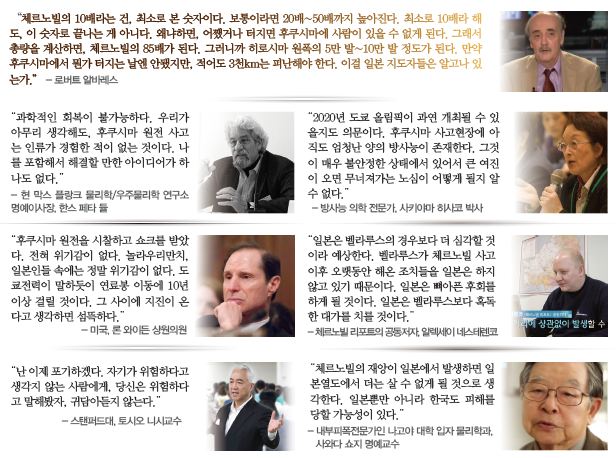 “체르노빌의 10배라는 건, 최소로 본 숫자이다. 보통이라면 20배~50배까지 높아진다. 최소로 10배라 해
도, 이 숫자로 끝나는 게 아니다. 왜냐하면, 어쨌거나 터지면 후쿠시마에 사람이 있을 수 없게 된다. 그래서
총량을 계산하면, 체르노빌의 85배가 된다. 그러니까 히로시마 원폭의 5만 발~10만 발 정도가 된다. 만약
후쿠시마에서 뭔가 터지는 날엔 안됐지만, 적어도 3천km는 피난해야 한다. 이걸 일본 지도자들은 알고나 있
는가.” – 로버트 알바레스
“과학적인 회복이 불가능하다. 우리가
아무리 생각해도, 후쿠시마 원전 사고
는 인류가 경험한 적이 없는 것이다. 나
를 포함해서 해결할 만한 아이디어가 하
나도 없다.”
– 현 막스 플랑크 물리학/우주물리학 연구소
명예이사장, 한스 페타 듈
“2020년 도쿄 올림픽이 과연 개최될 수 있
을지도 의문이다. 후쿠시마 사고현장에 아
직도 엄청난 양의 방사능이 존재한다. 그것
이 매우 불안정한 상태에서 있어서 큰 여진
이 오면 무너져가는 노심이 어떻게 될지 알
수 없다.”
– 방사능 의학 전문가, 사키야마 히사코 박사
“후쿠시마 원전을 시찰하고 쇼크를 받았
다. 전혀 위기감이 없다. 놀라우리만치,
일본인들 속에는 정말 위기감이 없다. 도
쿄전력이 말하듯이 연료봉 이동에 10년
이상 걸릴 것이다. 그 사이에 지진이 온
다고 생각하면 섬뜩하다.”
– 미국, 론 와이든 상원의원
“일본은 벨라루스의 경우보다 더 심각할 것
이라 예상한다. 벨라루스가 체르노빌 사고
이후 오랫동안 해온 조치들을 일본은 하지
않고 있기 때문이다. 일본은 뼈아픈 후회를
하게 될 것이다. 일본은 벨라루스보다 혹독
한 대가를 치를 것이다.”
– 체르노빌 리포트의 공동저자, 알렉세이 네스테렌코
에 상관없이 발생할 수
“난 이제 포기하겠다. 자기가 위험하다고
생각지 않는 사람에게, 당신은 위험하다
고 말해봤자, 귀담아듣지 않는다.”
– 스탠퍼드대, 토시오 니시교수
“체르노빌의 재앙이 일본에서 발생하면 일
본열도에서 더는 살 수 없게 될 것으로 생
각한다. 일본뿐만 아니라 한국도 피해를
당할 가능성이 있다.”
– 내부피폭전문가인 나고야 대학 입자 물리학과,
사와다 쇼지 명예교수